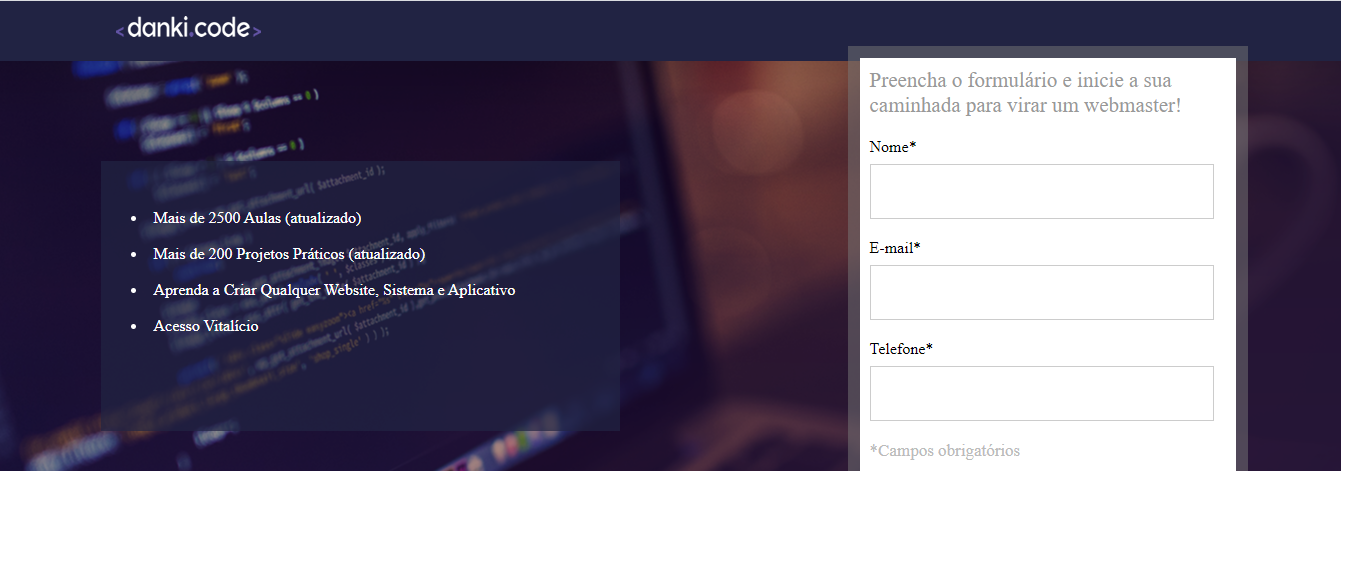 <danki.code>
Mais de 2500 Aulas (atualizado)
Mais de 200 Projetos Práticos (atualizado)
Aprenda a Criar Qualquer Website, Sistema e Aplicativo
Acesso Vitalício
Preencha o formulário e inicie a sua
caminhada para virar um webmaster!
Nome*
E-mail*
Telefone*
*Campos obrigatórios